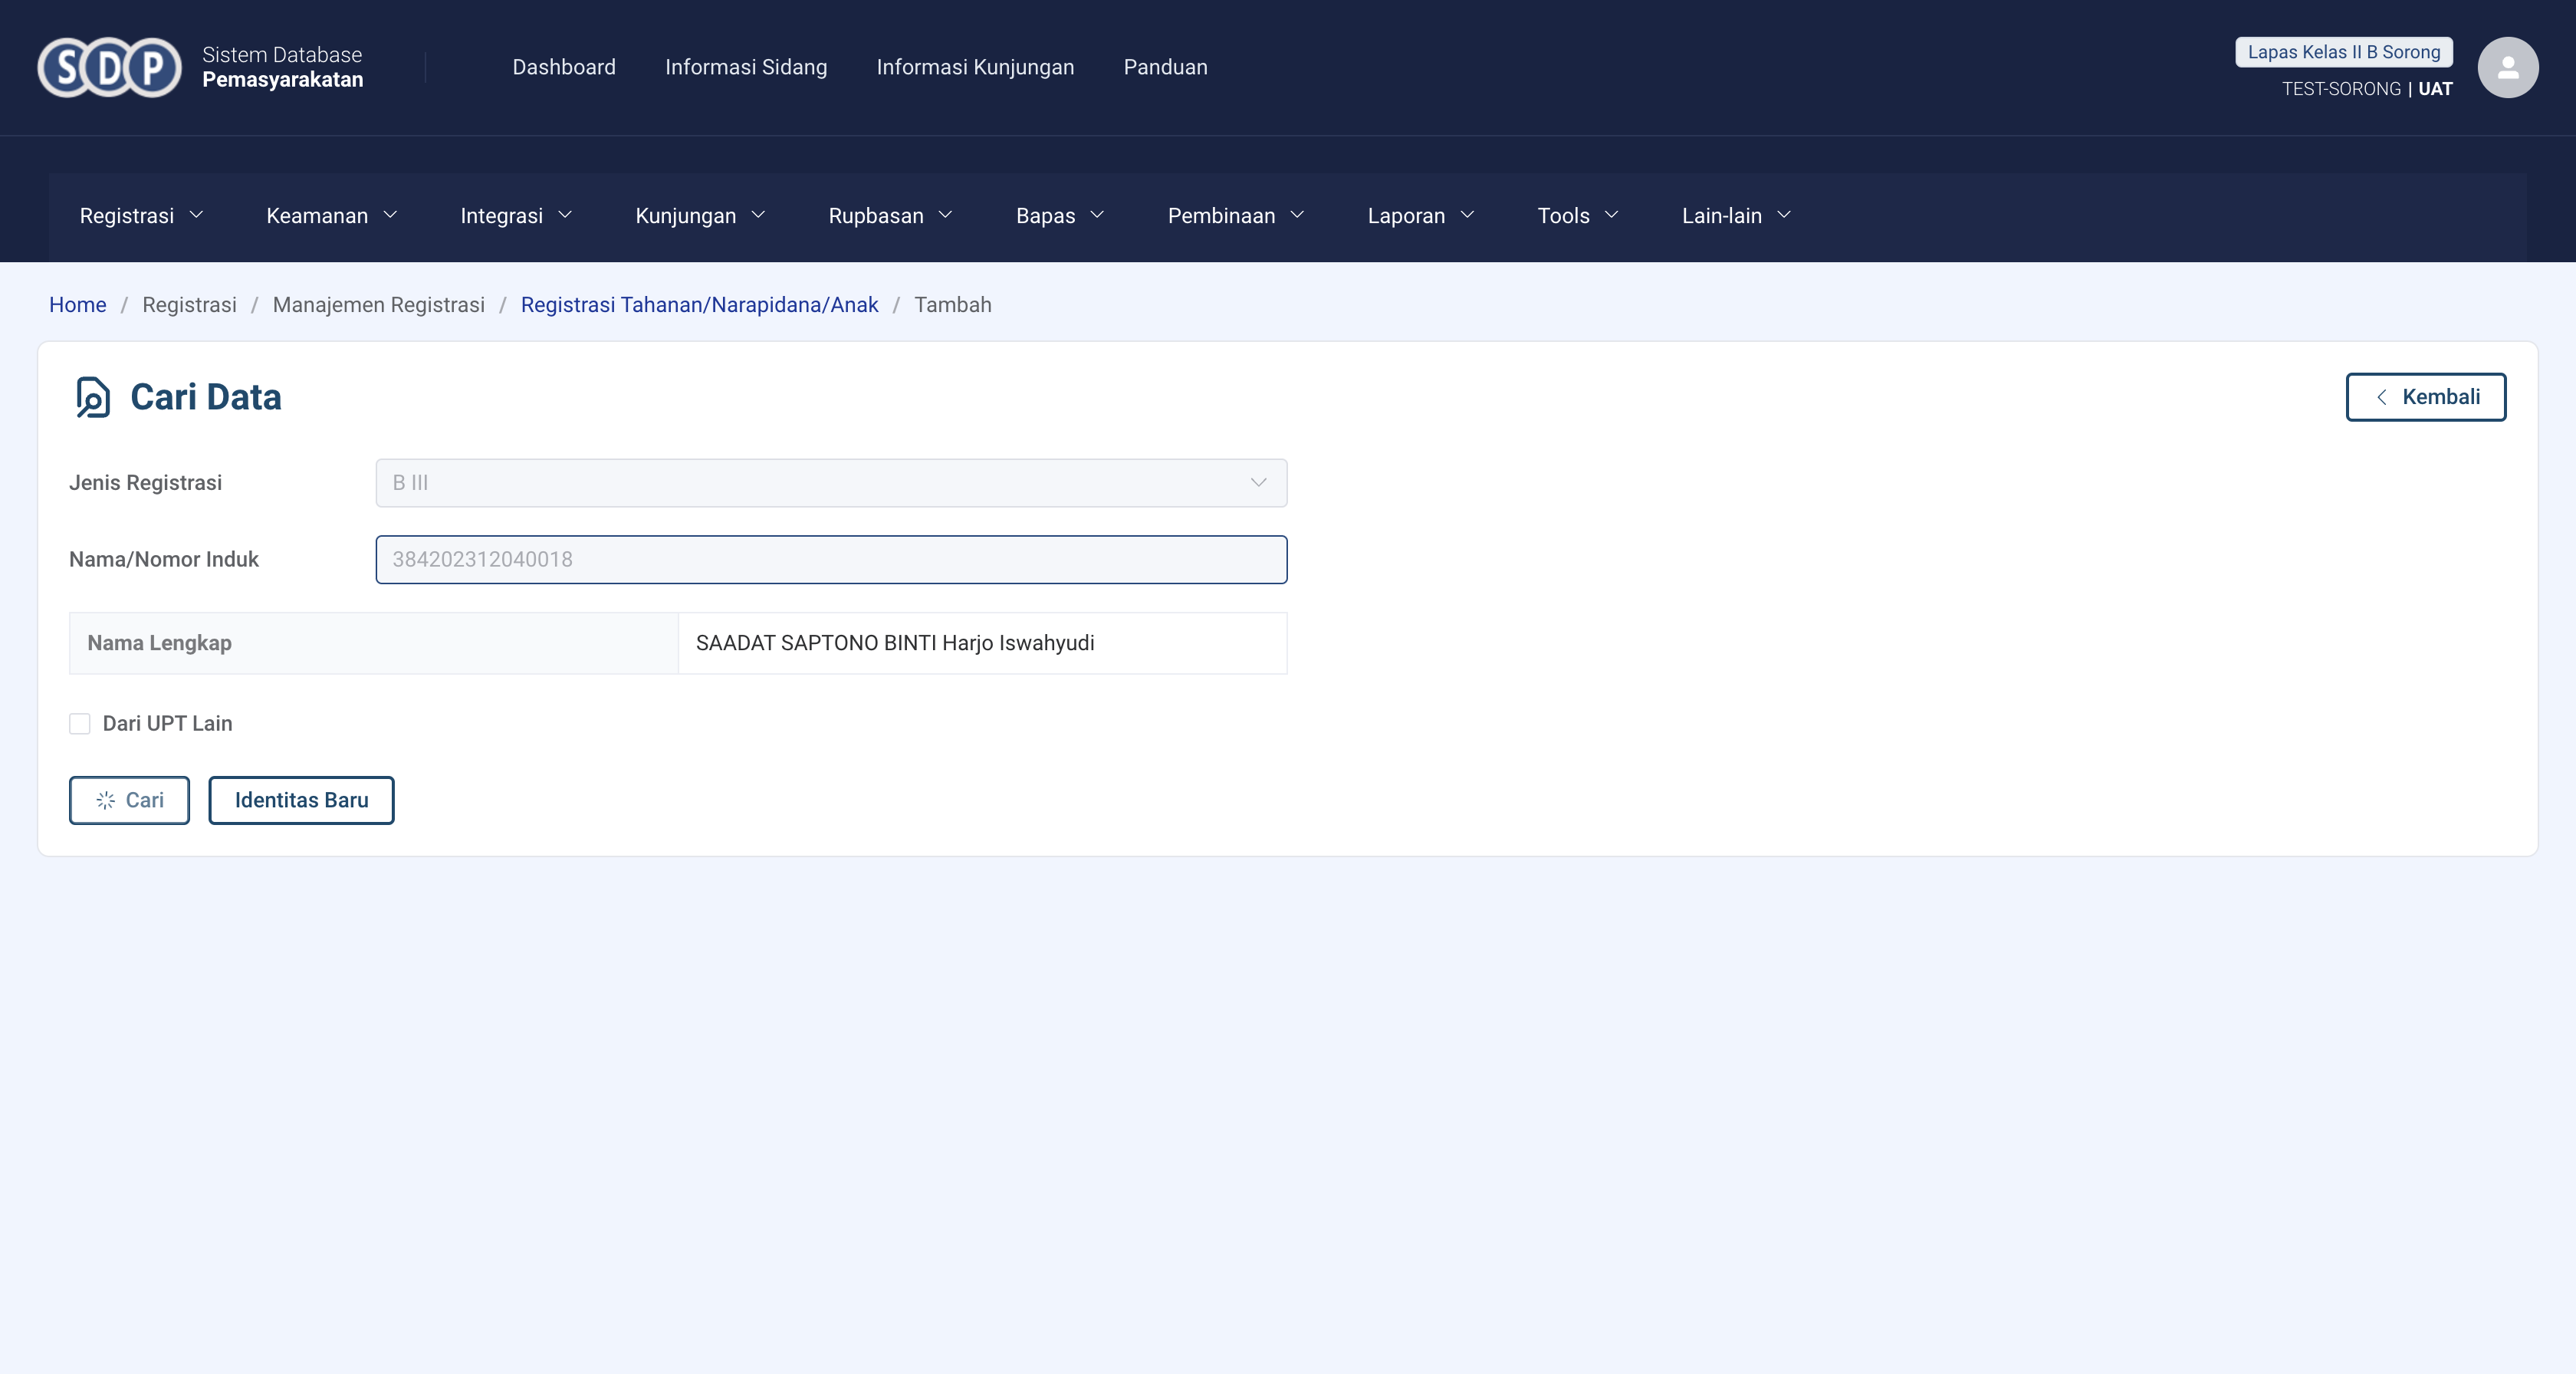 SDP
Sistem Database
Pemasyarakatan
Dashboard
Informasi Sidang
Informasi Kunjungan
Panduan
Lapas Kelas II B Sorong
TEST-SORONG | UAT
Registrasi
Keamanan
Integrasi
Kunjungan
Rupbasan
Bapas
Pembinaan
Laporan
Tools
Lain-lain
Home / Registrasi / Manajemen Registrasi / Registrasi Tahanan/Narapidana/Anak / Tambah
Cari Data
Kembali
Jenis Registrasi
B III
Nama/Nomor Induk
384202312040018
Nama Lengkap
SAADAT SAPTONO BINTI Harjo Iswahyudi
Dari UPT Lain
Cari
Identitas Baru